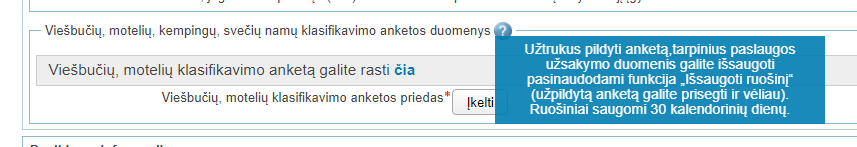 Viešbučių, motelių, kempingų, svečių namų klasifikavimo anketos duomenys ?
Viešbučių, motelių klasifikavimo anketą galite rasti čia
Viešbučių, motelių klasifikavimo anketos priedas* Įkelti
Užtrukus pildyti anketą,tarpinius paslaugos
užsakymo duomenis galite išsaugoti
pasinaudodami funkcija „Išsaugoti ruošinį“
(užpildytą anketą galite prisegti ir vėliau).
Ruošiniai saugomi 30 kalendorinių dienų.